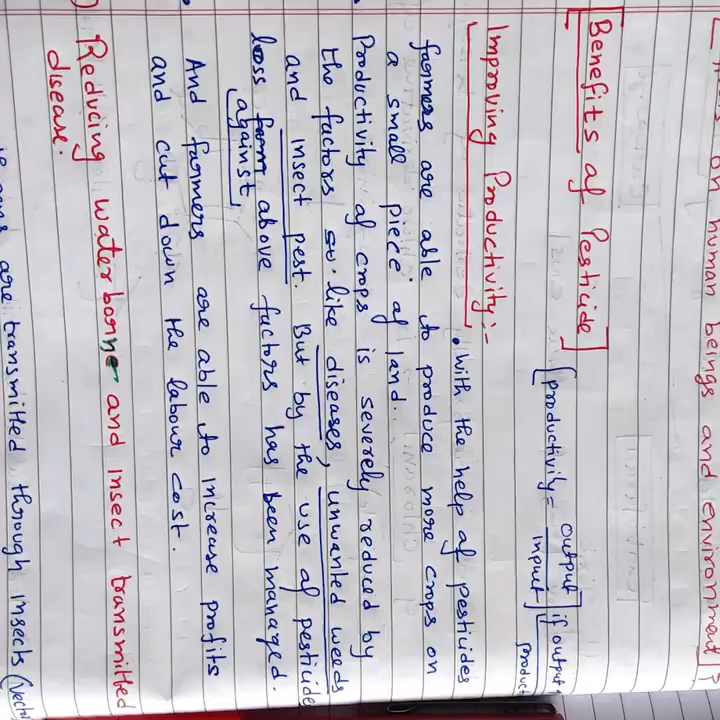 on human beings and environment] ?
[Benefits of Pesticide]
[productivity = output / input] if output
product
Improving Productivity:-
. With the help of pesticides
farmers are able to produce more crops on
a small piece of land.
Productivity of crops is severely reduced by
the factors like diseases, unwanted weeds
and insect pest. But by the use of pesticide
loss above factors has been managed.
against
And farmers are able to increase profits
and cut down the labour cost.
Reducing waterborne and insect transmitted
disease.
are transmitted through insects (vecto